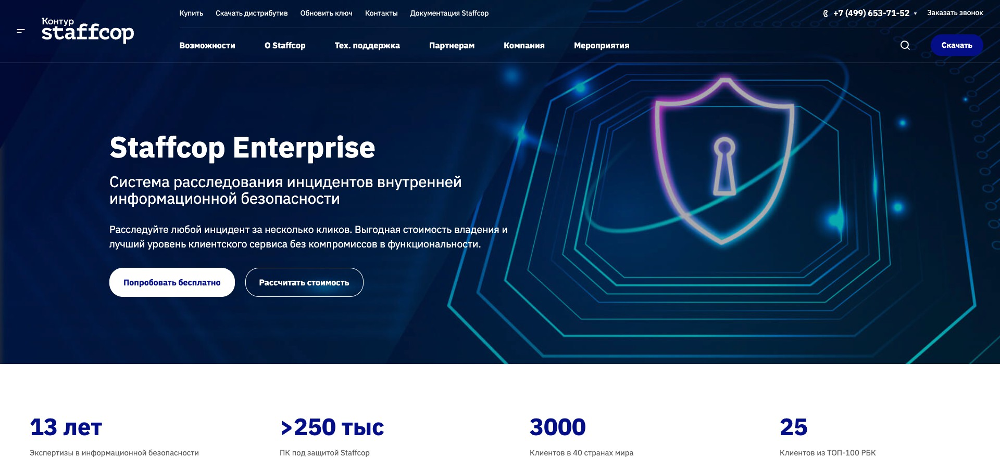 Купить Скачать дистрибутив Обновить ключ Контакты Документация Staffcop +7 (499) 653-71-52 Заказать звонок
Контур
staffcop
Возможности О Staffcop Тех. поддержка Партнерам Компания Мероприятия Скачать
Staffcop Enterprise
Система расследования инцидентов внутренней
информационной безопасности
Расследуйте любой инцидент за несколько кликов. Выгодная стоимость владения и
лучший уровень клиентского сервиса без компромиссов в функциональности.
Попробовать бесплатно Рассчитать стоимость
13 лет >250 тыс 3000 25
Экспертизы в информационной безопасности ПК под защитой Staffcop Клиентов в 40 странах мира Клиентов из ТОП-100 РБК